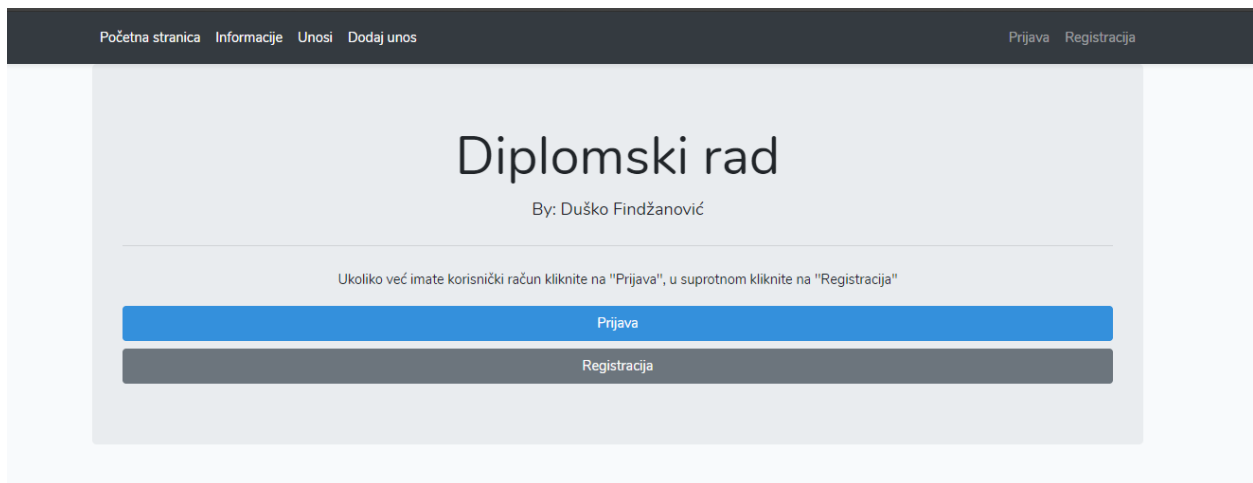 Početna stranica Informacije Unosi Dodaj unos Prijava Registracija
Diplomski rad
By: Duško Findžanović
Ukoliko već imate korisnički račun kliknite na "Prijava", u suprotnom kliknite na "Registracija"
Prijava
Registracija